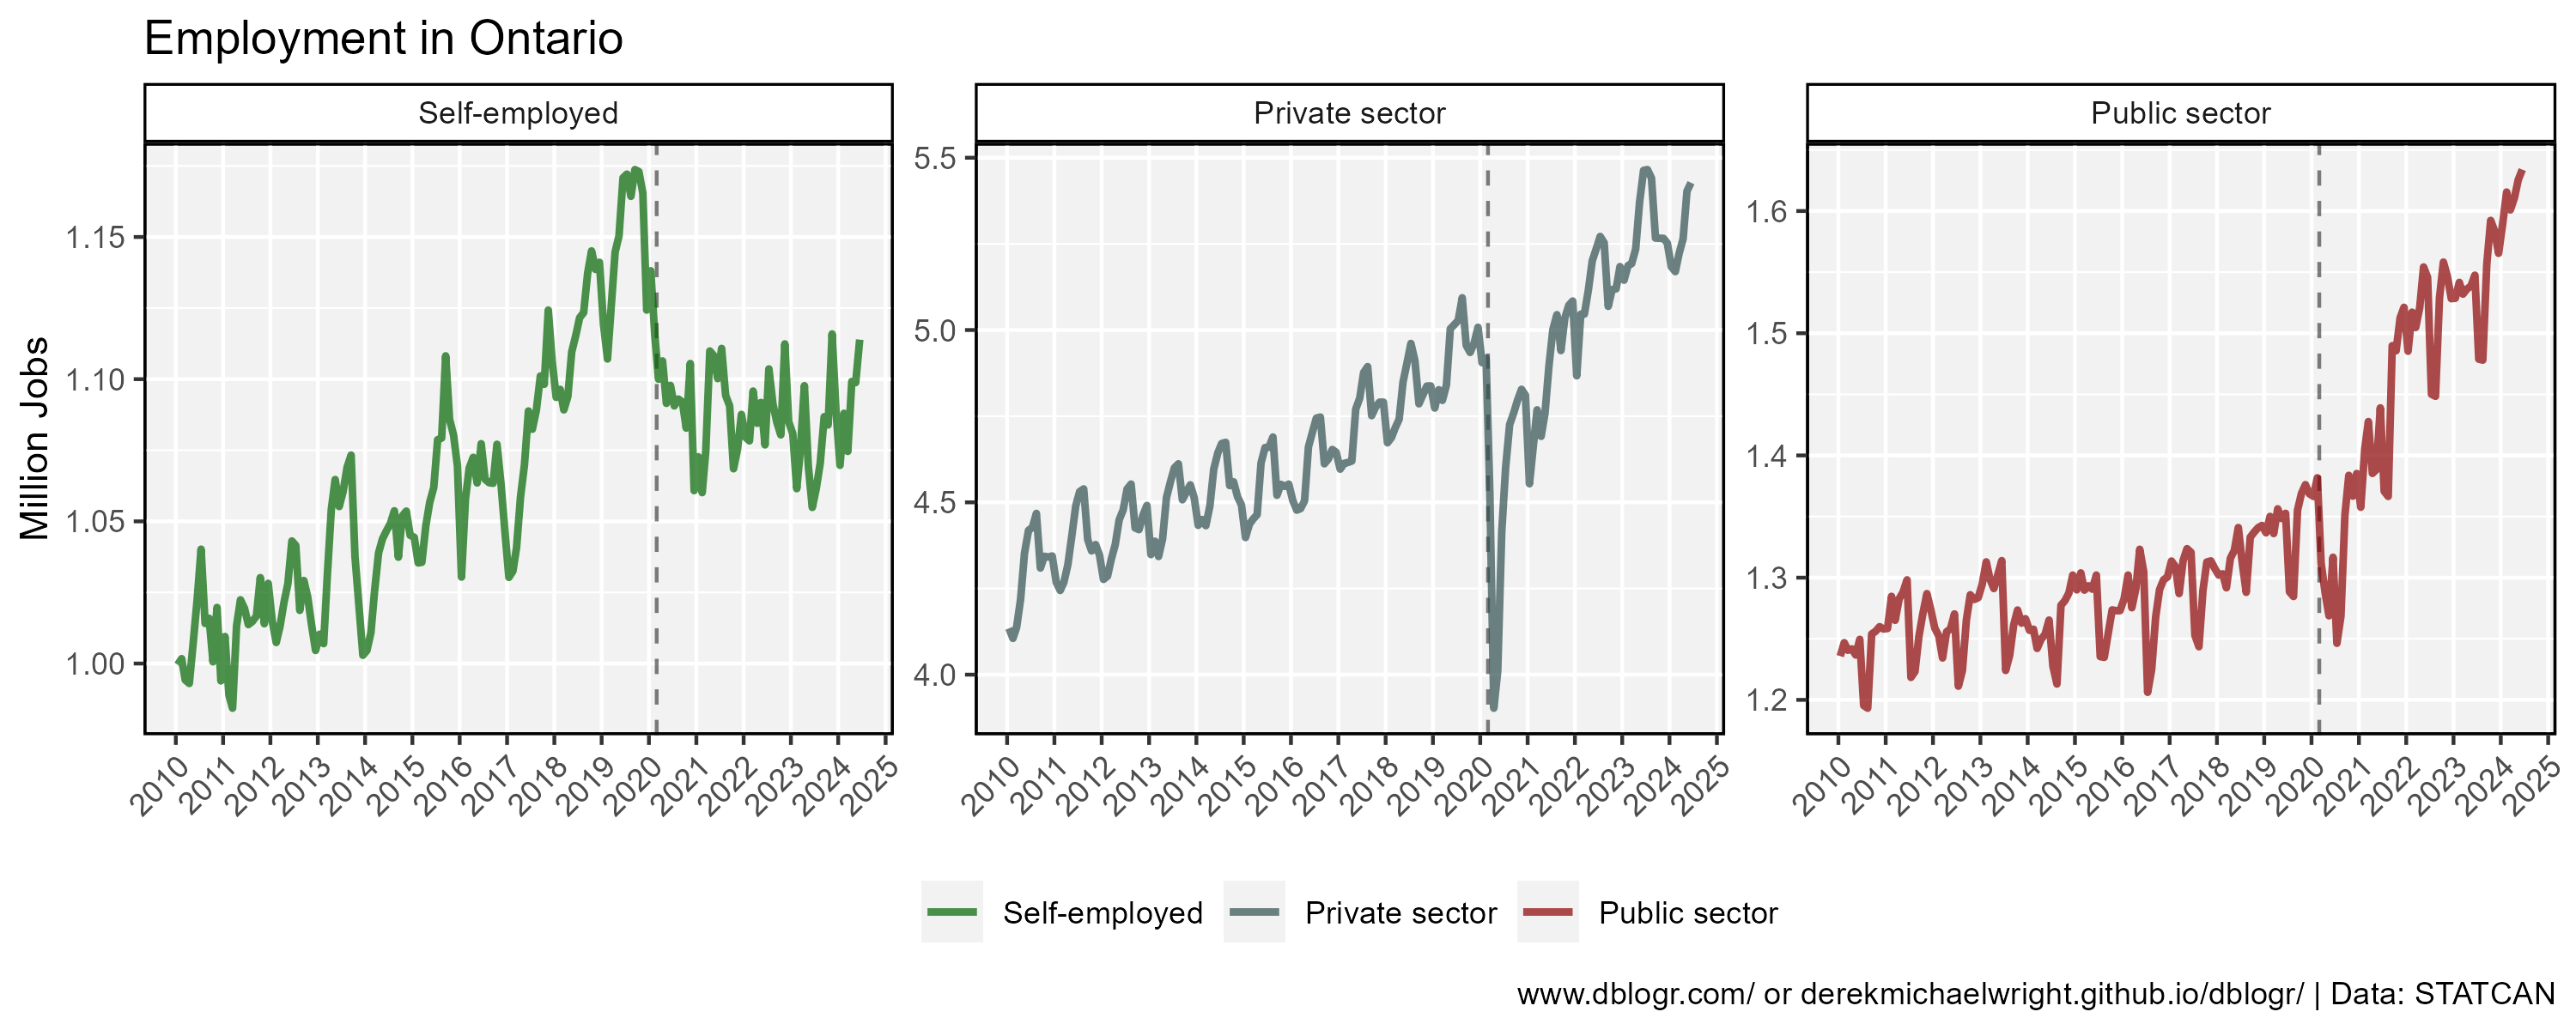 Employment in Ontario
Self-employed
Private sector
Public sector
Million Jobs
1.15
1.10
1.05
1.00
5.5
5.0
4.5
4.0
1.6
1.5
1.4
1.3
1.2
2010 2011 2012 2013 2014 2015 2016 2017 2018 2019 2020 2021 2022 2023 2024 2025
2010 2011 2012 2013 2014 2015 2016 2017 2018 2019 2020 2021 2022 2023 2024 2025
2010 2011 2012 2013 2014 2015 2016 2017 2018 2019 2020 2021 2022 2023 2024 2025
Self-employed Private sector Public sector
www.dblogr.com/ or derekmichaelwright.github.io/dblogr/ | Data: STATCAN